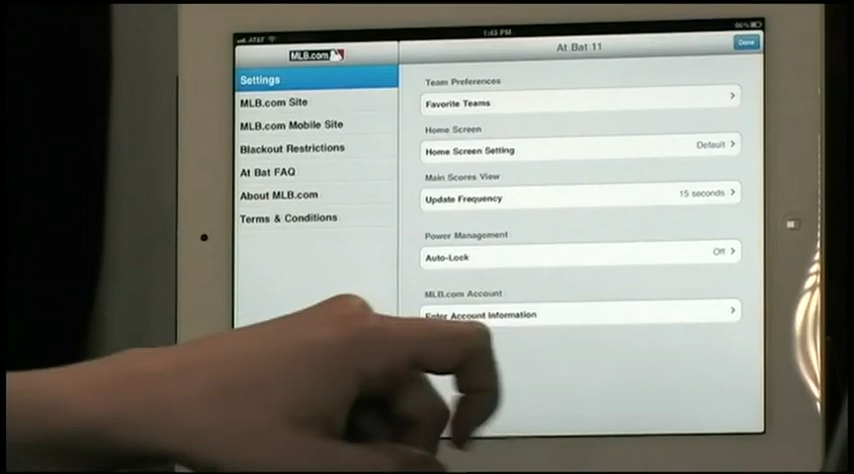 AT&T
1:43 PM
96%
MLB.com
At Bat 11
Done
Settings
MLB.com Site
MLB.com Mobile Site
Blackout Restrictions
At Bat FAQ
About MLB.com
Terms & Conditions
Team Preferences
Favorite Teams
Home Screen
Home Screen Setting
Default
Main Scores View
Update Frequency
15 seconds
Power Management
Auto-Lock
Off
MLB.com Account
Enter Account Information